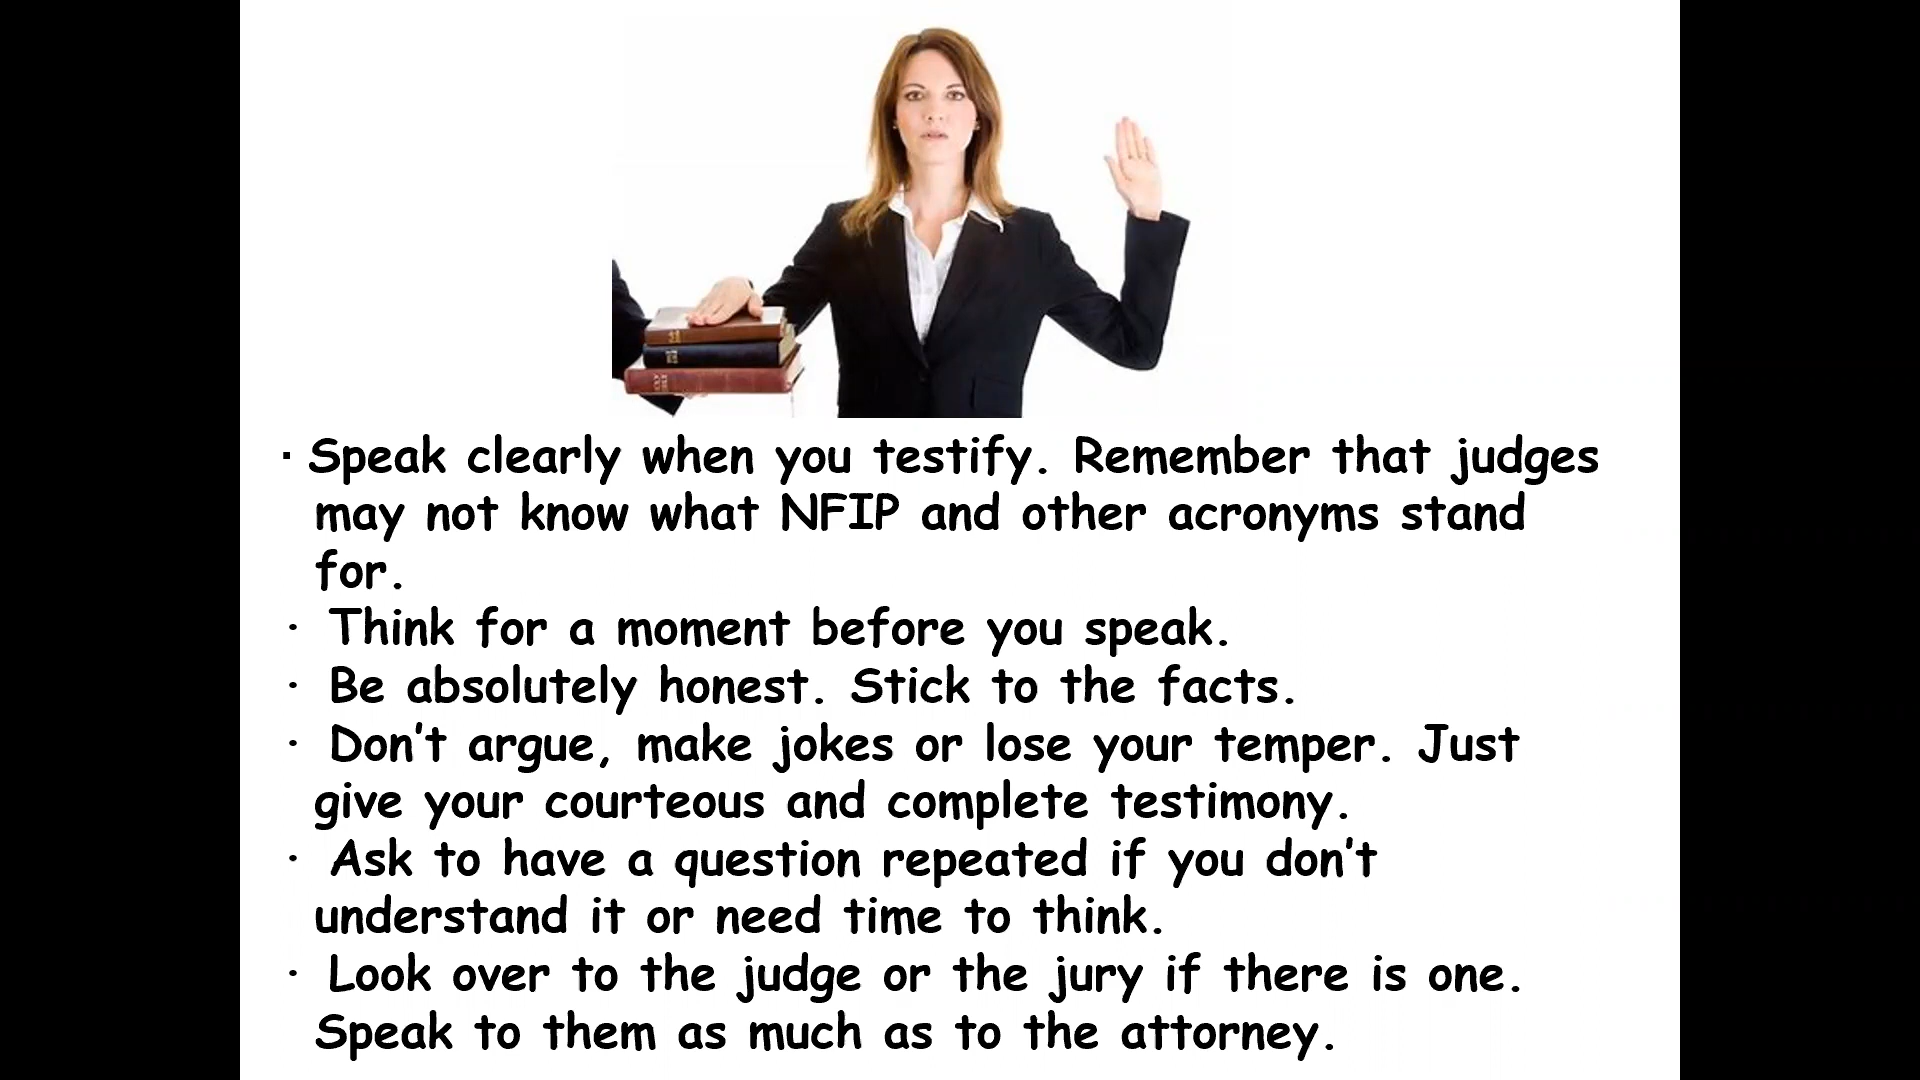 · Speak clearly when you testify. Remember that judges
may not know what NFIP and other acronyms stand
for.
· Think for a moment before you speak.
· Be absolutely honest. Stick to the facts.
· Don’t argue, make jokes or lose your temper. Just
give your courteous and complete testimony.
· Ask to have a question repeated if you don’t
understand it or need time to think.
· Look over to the judge or the jury if there is one.
Speak to them as much as to the attorney.